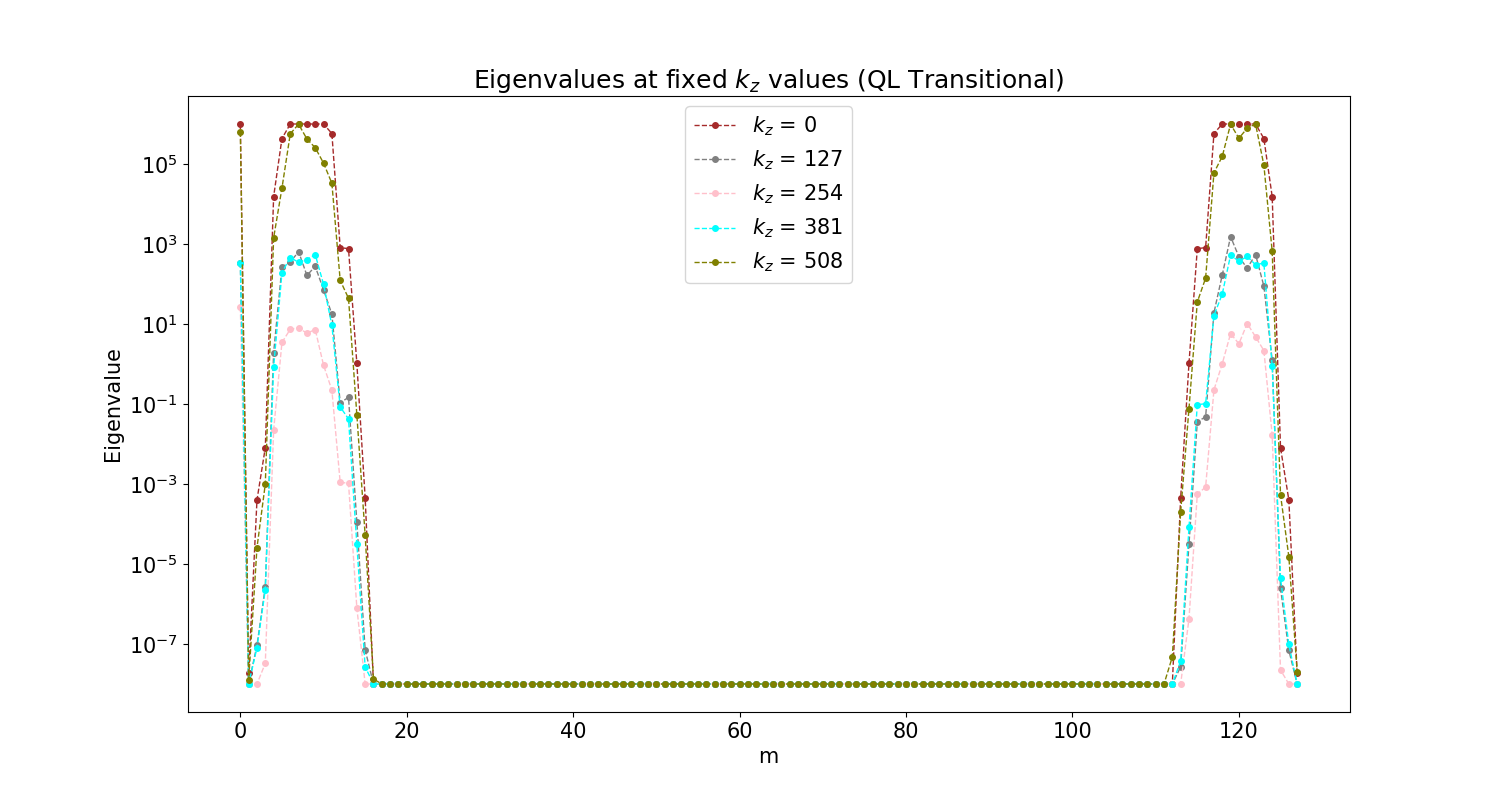 Eigenvalues at fixed $k_z$ values (QL Transitional)
$k_z$ = 0
$k_z$ = 127
$k_z$ = 254
$k_z$ = 381
$k_z$ = 508
Eigenvalue
$10^5$
$10^3$
$10^1$
$10^{-1}$
$10^{-3}$
$10^{-5}$
$10^{-7}$
0 20 40 60 80 100 120
m